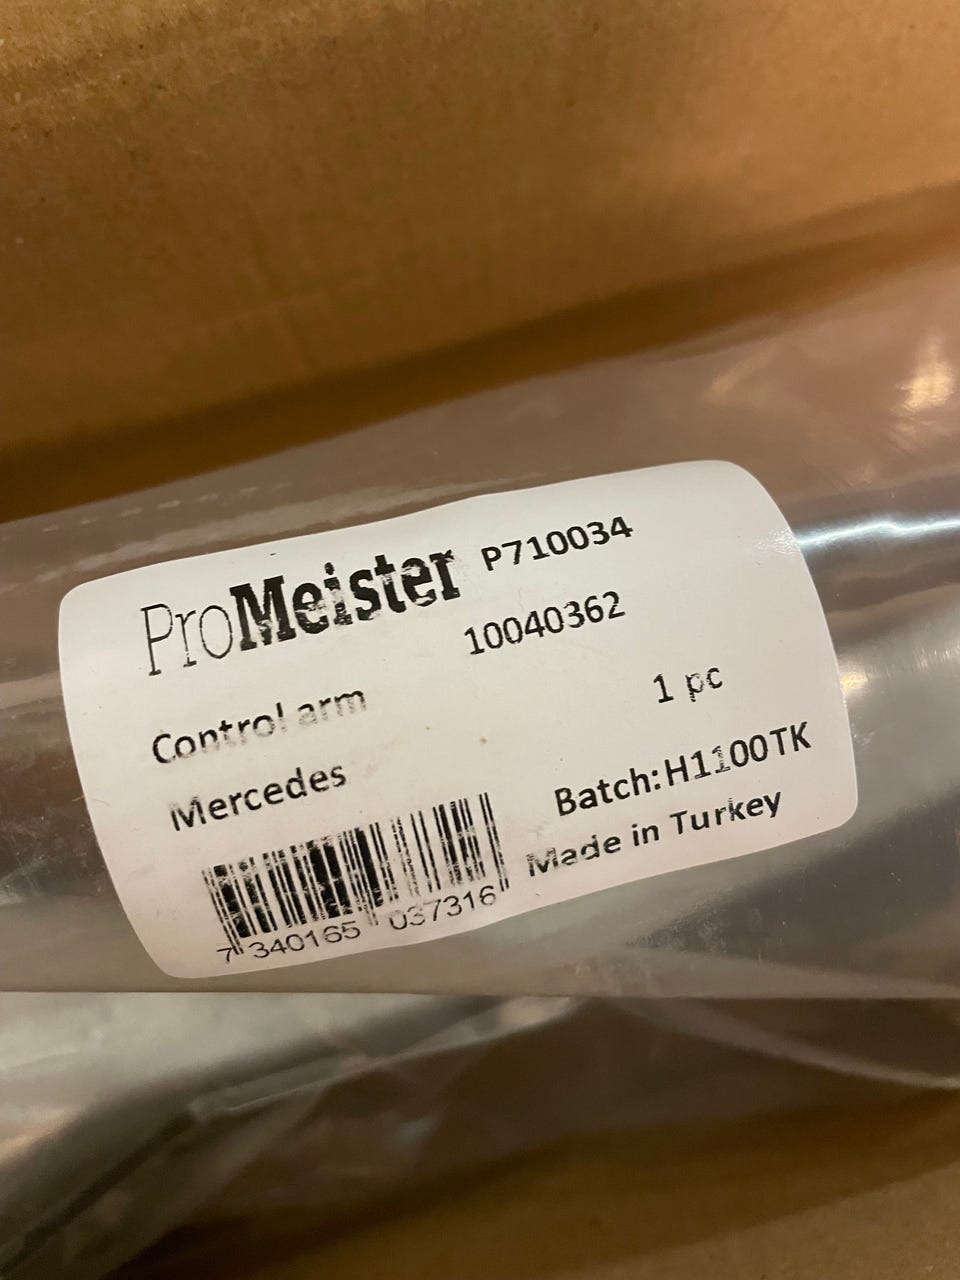 ProMeister P710034
10040362
Control arm
1 pc
Mercedes
Batch:H1100TK
Made in Turkey
7 340165 037316